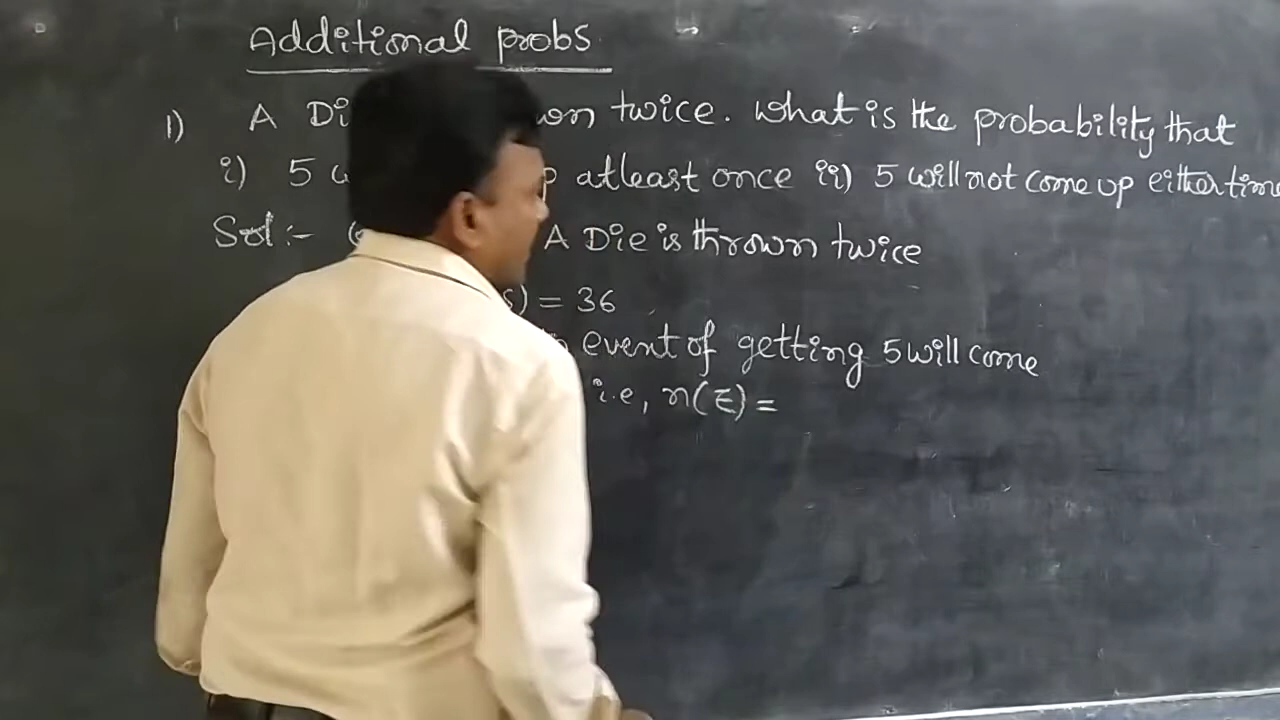 Additional probs
1) A Di won twice. What is the probability that
i) 5 w p atleast once ii) 5 will not come up either time
Sol :- A Die is thrown twice
s) = 36
event of getting 5 will come
i.e, n(E) =